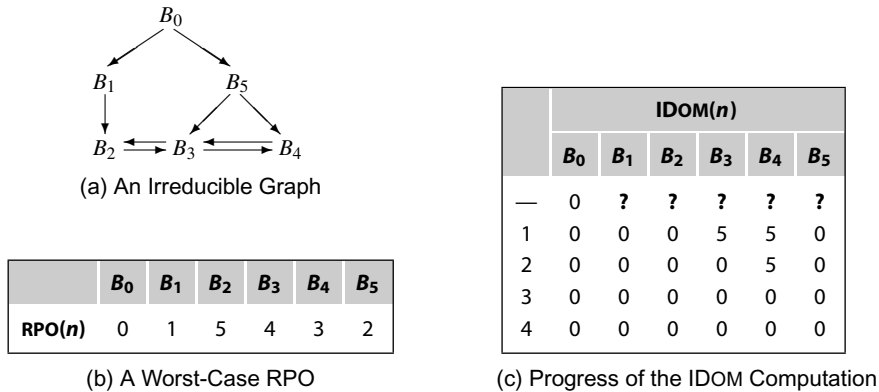 B0
B1 B5
B2 B3 B4
(a) An Irreducible Graph
B0 B1 B2 B3 B4 B5
RPO(n) 0 1 5 4 3 2
(b) A Worst-Case RPO
IDOM(n)
B0 B1 B2 B3 B4 B5
— 0 ? ? ? ? ?
1 0 0 0 5 5 0
2 0 0 0 0 5 0
3 0 0 0 0 0 0
4 0 0 0 0 0 0
(c) Progress of the IDOM Computation